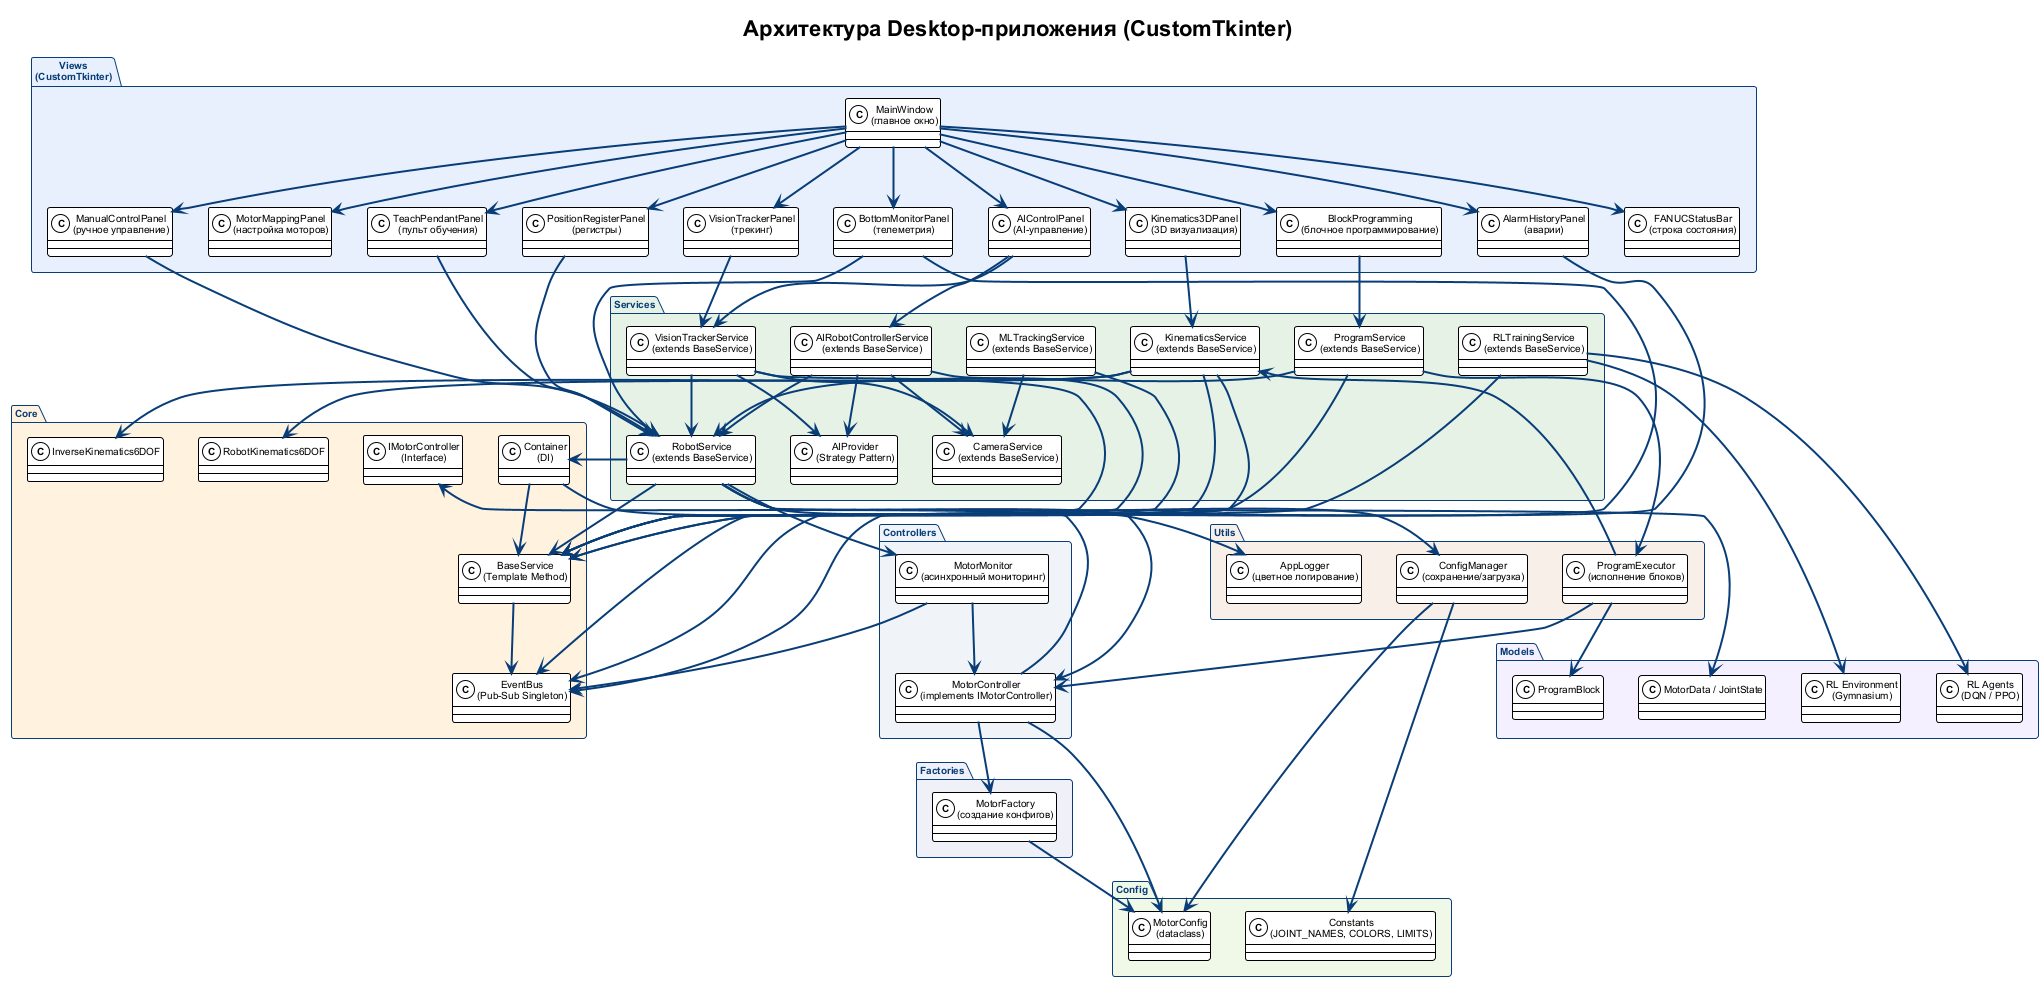 Архитектура Desktop-приложения (CustomTkinter)
Views
(CustomTkinter)
C
MainWindow
(главное окно)
C
ManualControlPanel
(ручное управление)
C
MotorMappingPanel
(настройка моторов)
C
TeachPendantPanel
(пульт обучения)
C
PositionRegisterPanel
(регистры)
C
VisionTrackerPanel
(трекинг)
C
BottomMonitorPanel
(телеметрия)
C
AIControlPanel
(AI-управление)
C
Kinematics3DPanel
(3D визуализация)
C
BlockProgramming
(блочное программирование)
C
AlarmHistoryPanel
(аварии)
C
FANUCStatusBar
(строка состояния)
Services
C
VisionTrackerService
(extends BaseService)
C
AIRobotControllerService
(extends BaseService)
C
MLTrackingService
(extends BaseService)
C
KinematicsService
(extends BaseService)
C
ProgramService
(extends BaseService)
C
RLTrainingService
(extends BaseService)
C
RobotService
(extends BaseService)
C
AIProvider
(Strategy Pattern)
C
CameraService
(extends BaseService)
Core
C
InverseKinematics6DOF
C
RobotKinematics6DOF
C
IMotorController
(Interface)
C
Container
(DI)
C
BaseService
(Template Method)
C
EventBus
(Pub-Sub Singleton)
Controllers
C
MotorMonitor
(асинхронный мониторинг)
C
MotorController
(implements IMotorController)
Utils
C
AppLogger
(цветное логирование)
C
ConfigManager
(сохранение/загрузка)
C
ProgramExecutor
(исполнение блоков)
Models
C
ProgramBlock
C
MotorData / JointState
C
RL Environment
(Gymnasium)
C
RL Agents
(DQN / PPO)
Factories
C
MotorFactory
(создание конфигов)
Config
C
MotorConfig
(dataclass)
C
Constants
(JOINT_NAMES, COLORS, LIMITS)